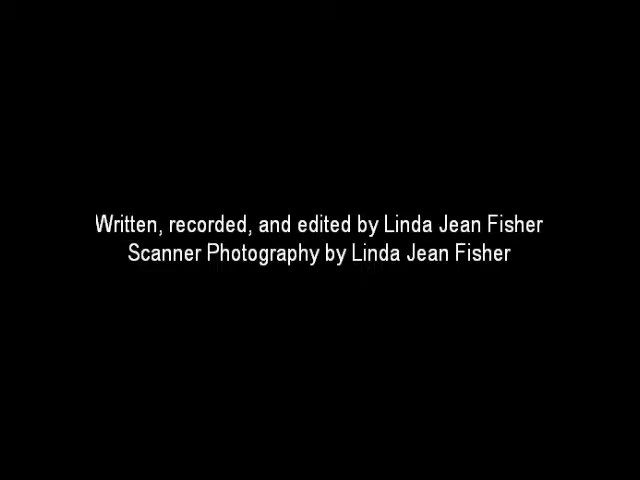 Written, recorded, and edited by Linda Jean Fisher
Scanner Photography by Linda Jean Fisher